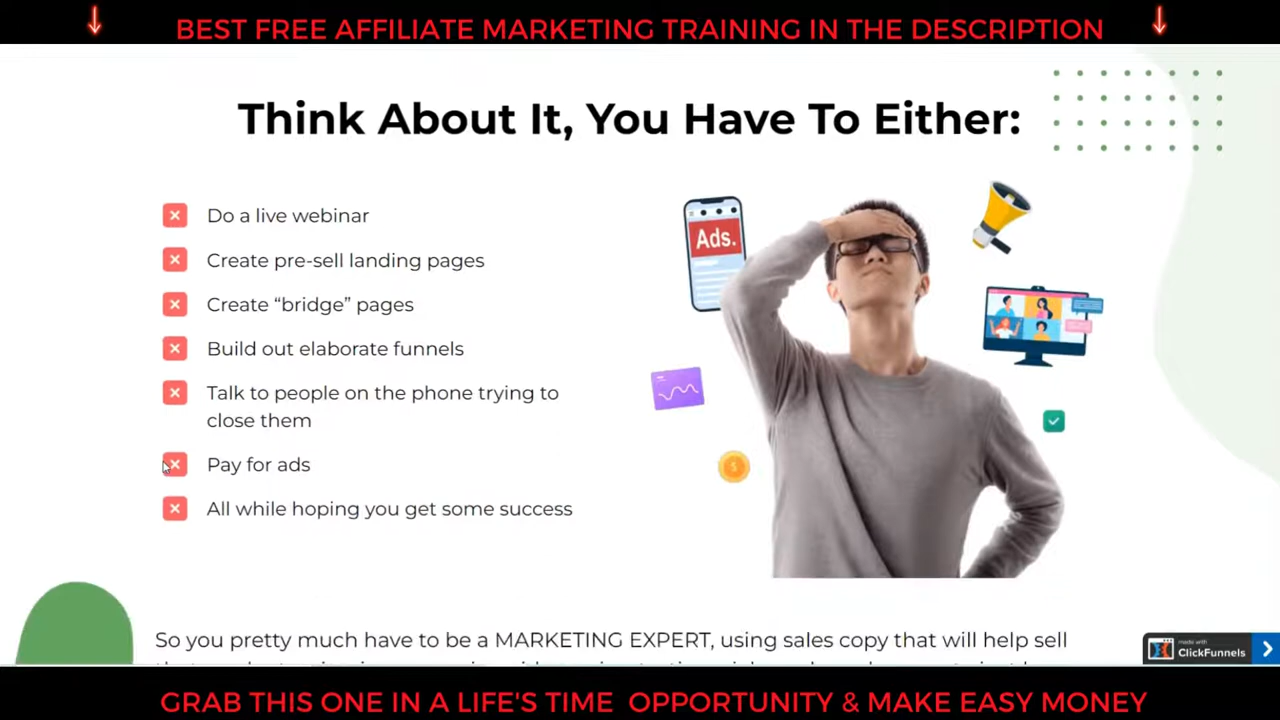 BEST FREE AFFILIATE MARKETING TRAINING IN THE DESCRIPTION
Think About It, You Have To Either:
Do a live webinar
Create pre-sell landing pages
Create “bridge” pages
Build out elaborate funnels
Talk to people on the phone trying to
close them
Pay for ads
All while hoping you get some success
Ads.
So you pretty much have to be a MARKETING EXPERT, using sales copy that will help sell
made with
ClickFunnels
GRAB THIS ONE IN A LIFE'S TIME OPPORTUNITY & MAKE EASY MONEY